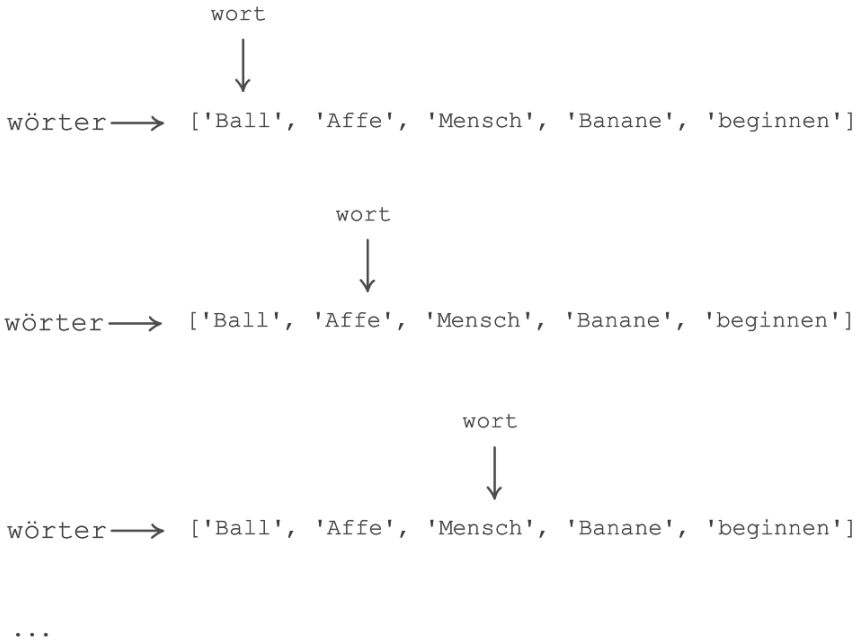 wort
wörter ['Ball', 'Affe', 'Mensch', 'Banane', 'beginnen']
wort
wörter ['Ball', 'Affe', 'Mensch', 'Banane', 'beginnen']
wort
wörter ['Ball', 'Affe', 'Mensch', 'Banane', 'beginnen']
...